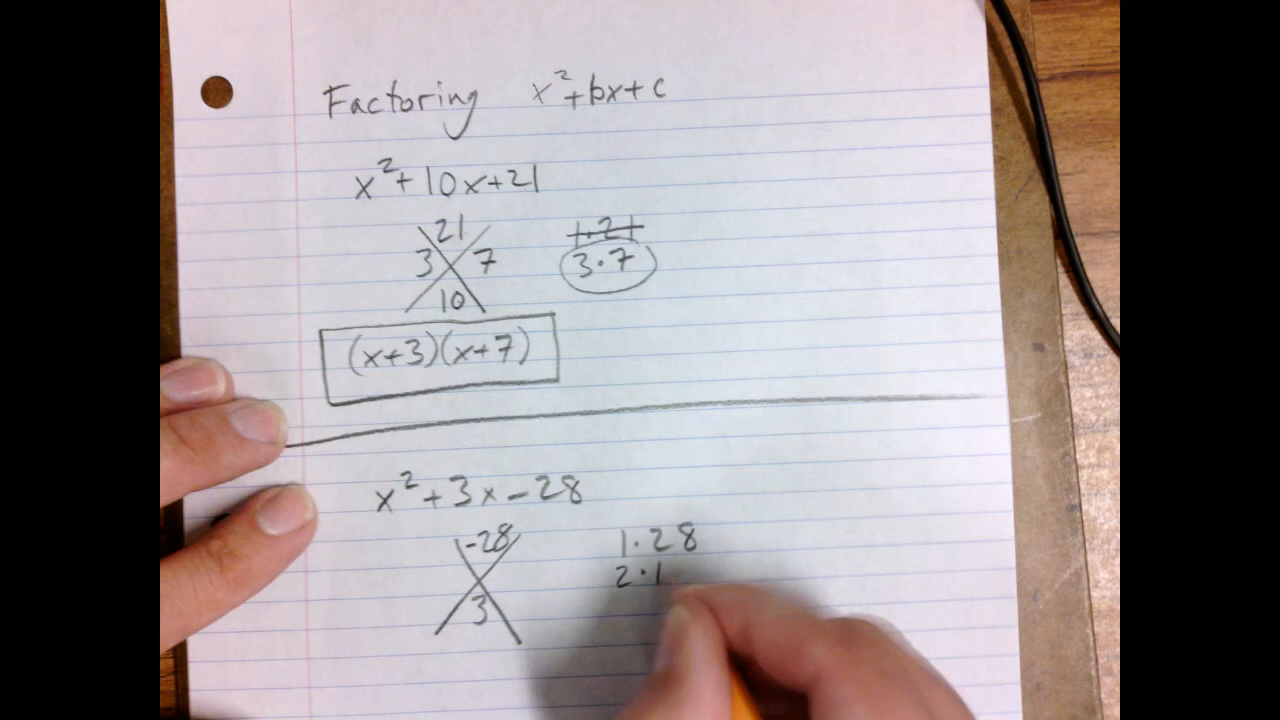 Factoring x²+bx+c
x²+10x+21
21
1·21
3 7
3·7
10
(x+3)(x+7)
x²+3x-28
-28
1·28
2·1
3